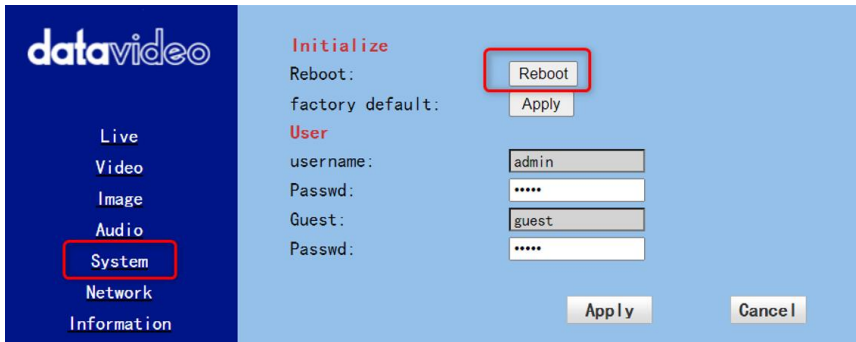 datavideo
Live
Video
Image
Audio
System
Network
Information
Initialize
Reboot: Reboot
factory default: Apply
User
username: admin
Passwd: •••••
Guest: guest
Passwd: •••••
Apply Cancel